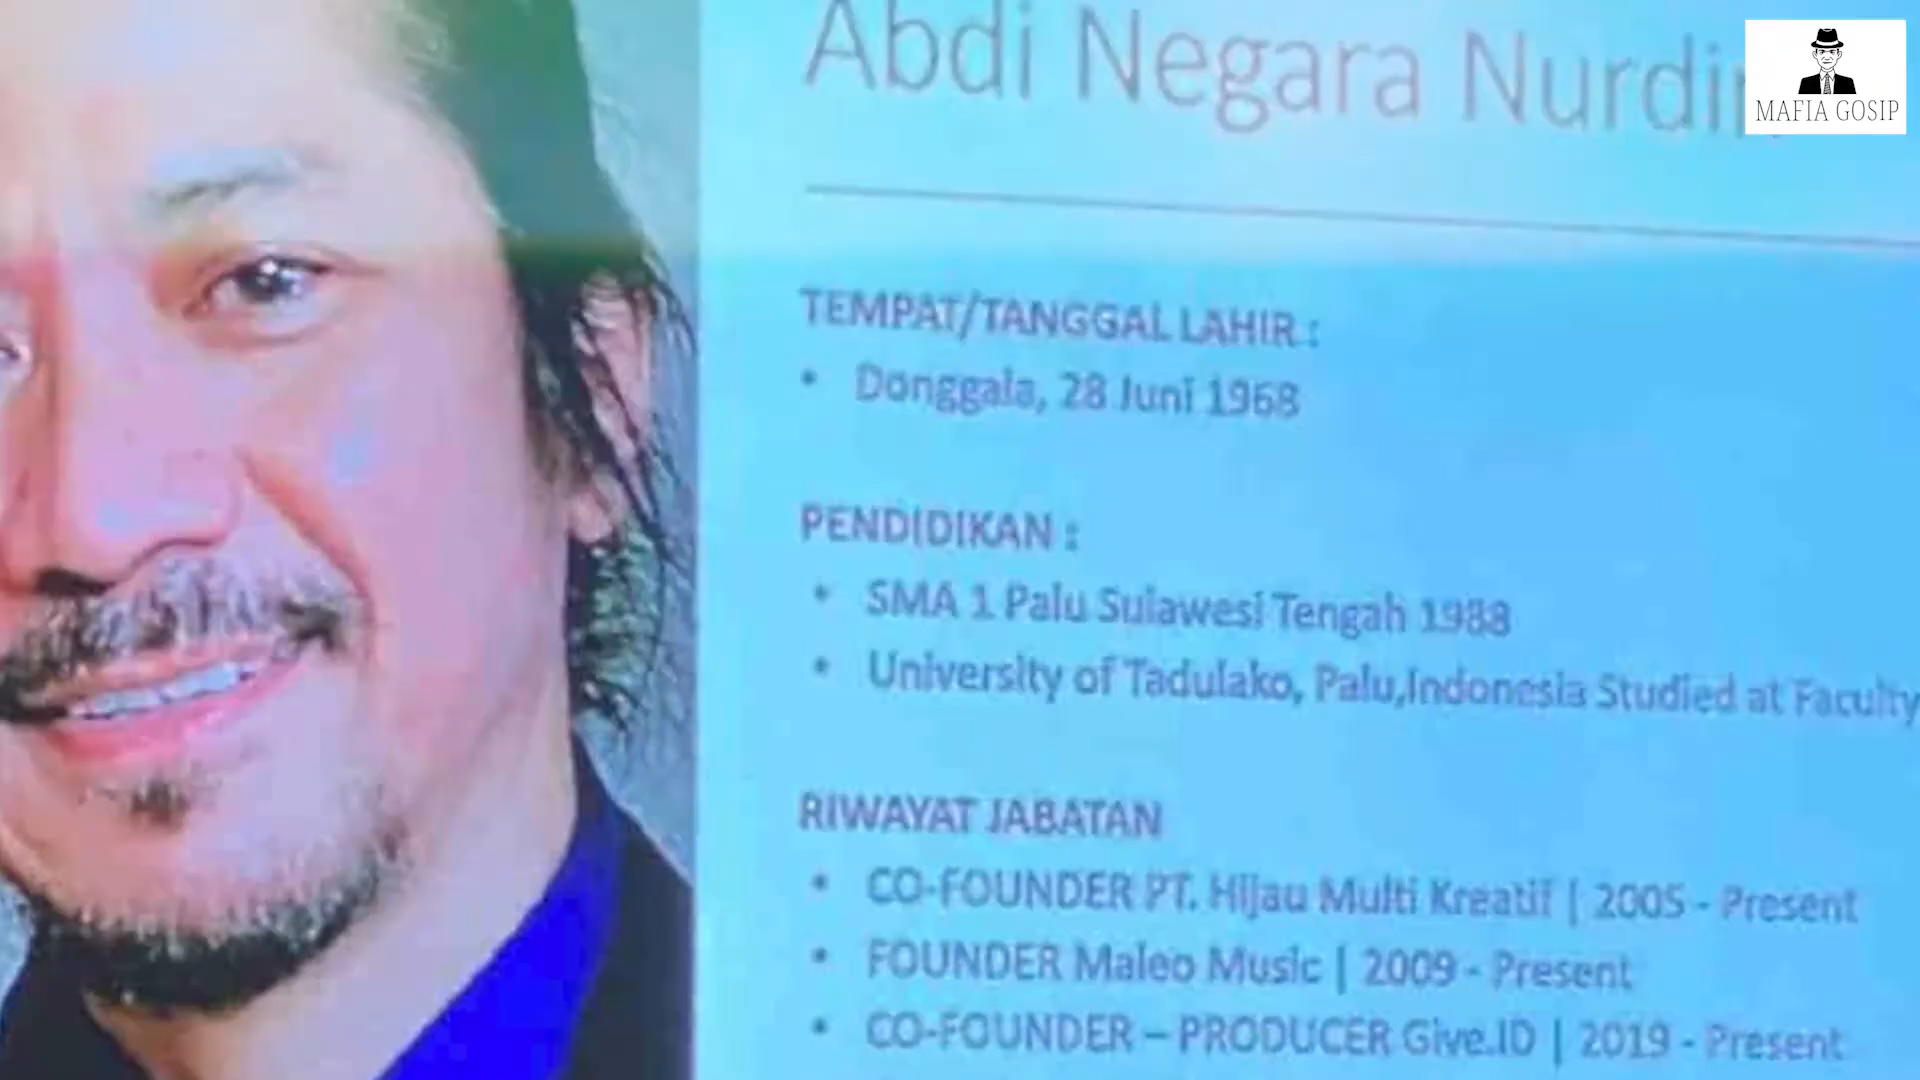 Abdi Negara Nurdin
MAFIA GOSIP
TEMPAT/TANGGAL LAHIR :
• Donggala, 28 Juni 1968
PENDIDIKAN :
• SMA 1 Palu Sulawesi Tengah 1988
• University of Tadulako, Palu,Indonesia Studied at Faculty
RIWAYAT JABATAN
• CO-FOUNDER PT. Hijau Multi Kreatif | 2005 - Present
• FOUNDER Maleo Music | 2009 - Present
• CO-FOUNDER – PRODUCER Give.ID | 2019 - Present